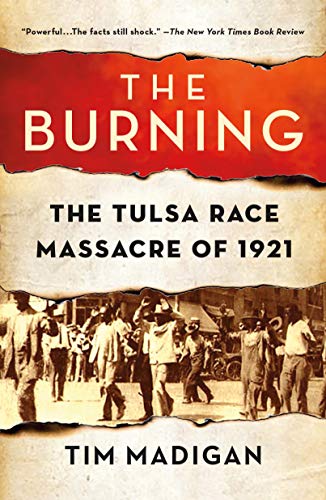 "Powerful...The facts still shock." —The New York Times Book Review
THE
BURNING
THE TULSA RACE
MASSACRE OF 1921
TIM MADIGAN